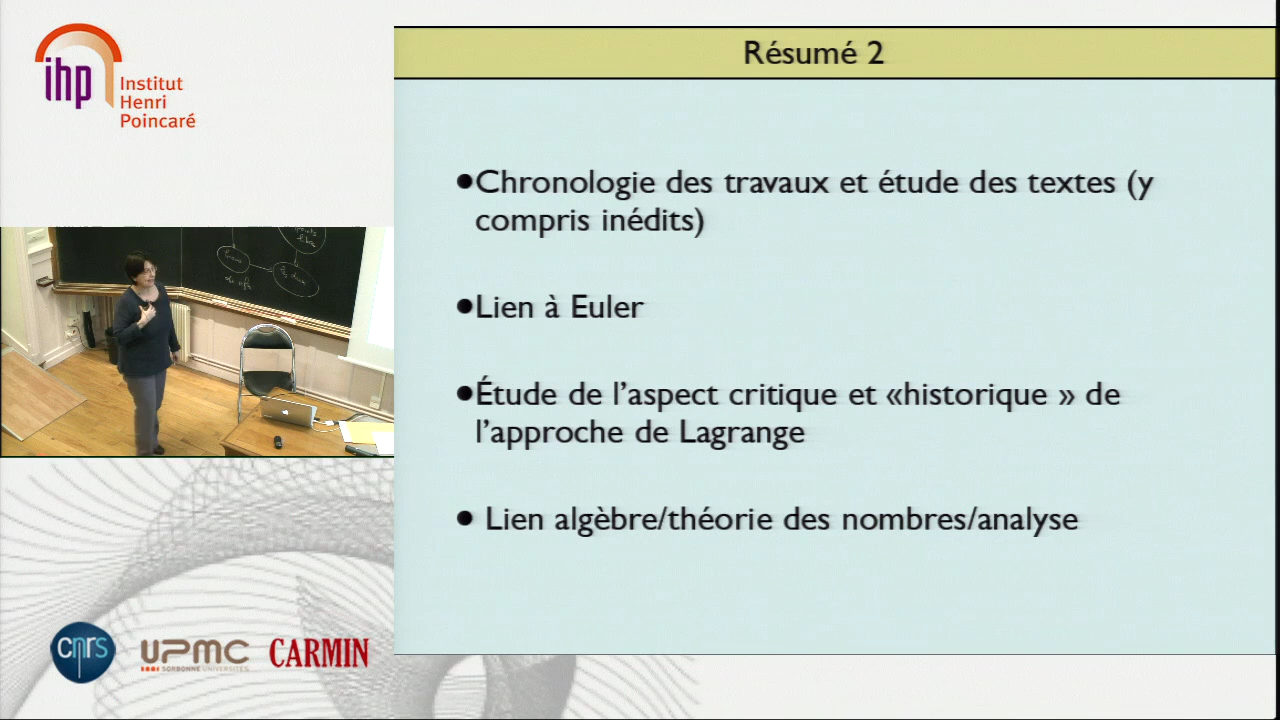 ihp
Institut
Henri
Poincaré
Résumé 2
•Chronologie des travaux et étude des textes (y
compris inédits)
•Lien à Euler
•Étude de l’aspect critique et «historique » de
l’approche de Lagrange
• Lien algèbre/théorie des nombres/analyse
cnrs
UPMC
SORBONNE UNIVERSITÉS
CARMIN